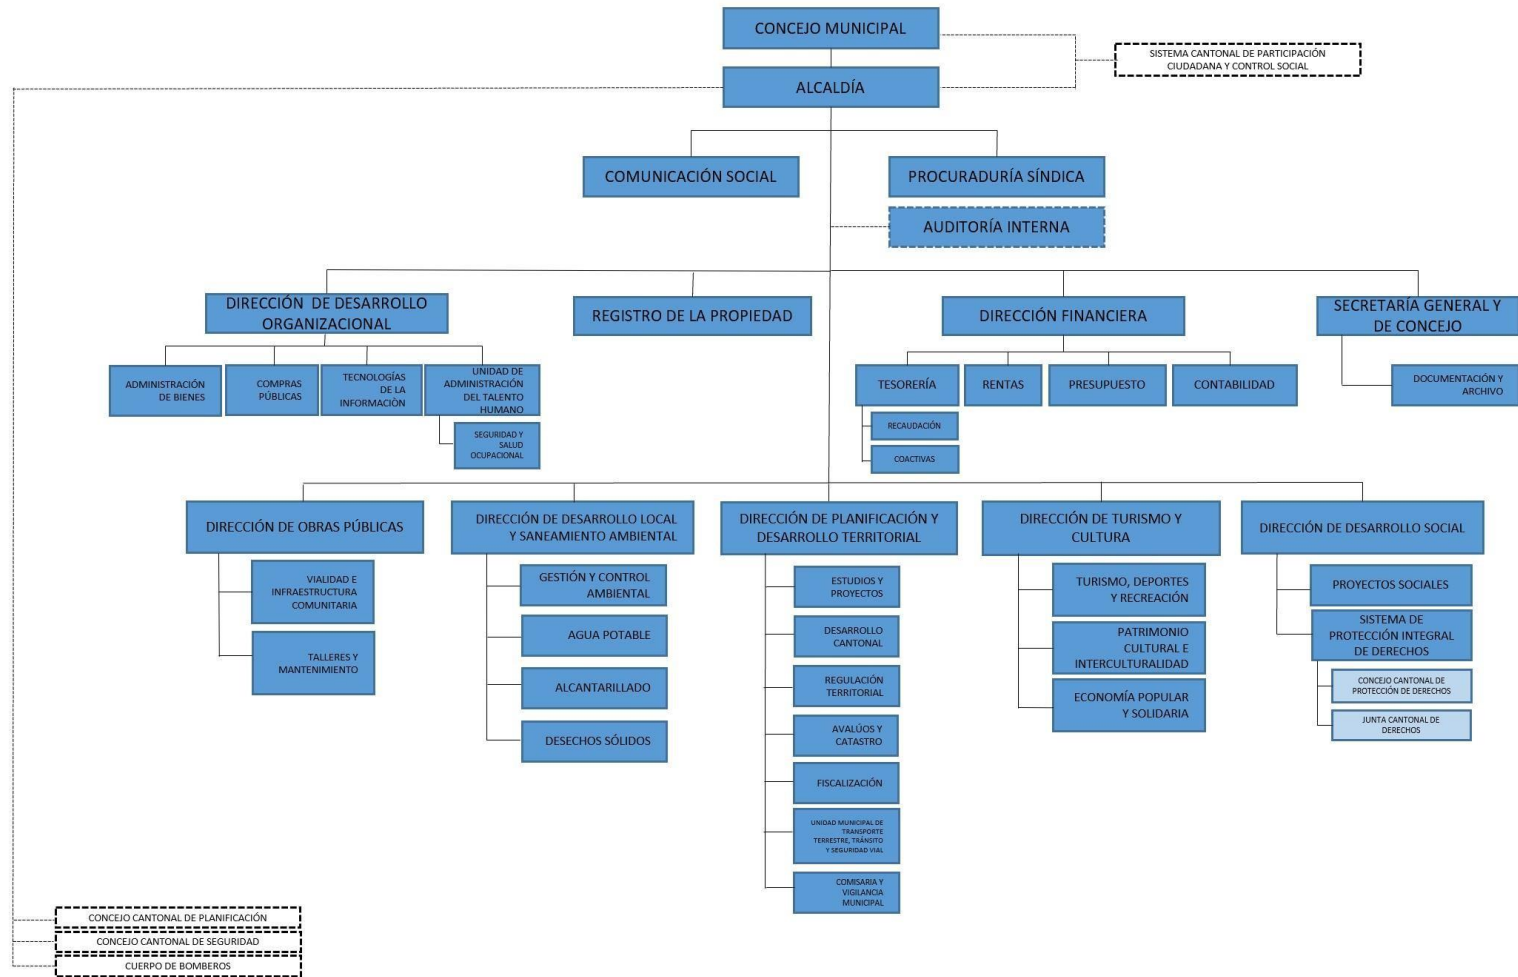 CONCEJO MUNICIPAL
SISTEMA CANTONAL DE PARTICIPACIÓN
CIUDADANA Y CONTROL SOCIAL
ALCALDÍA
COMUNICACIÓN SOCIAL
PROCURADURÍA SÍNDICA
AUDITORÍA INTERNA
DIRECCIÓN DE DESARROLLO
ORGANIZACIONAL
REGISTRO DE LA PROPIEDAD
DIRECCIÓN FINANCIERA
SECRETARÍA GENERAL Y
DE CONCEJO
ADMINISTRACIÓN
DE BIENES
COMPRAS
PÚBLICAS
TECNOLOGÍAS
DE LA
INFORMACIÒN
UNIDAD DE
ADMINISTRACIÓN
DEL TALENTO
HUMANO
SEGURIDAD Y
SALUD
OCUPACIONAL
TESORERÍA
RENTAS
PRESUPUESTO
CONTABILIDAD
DOCUMENTACIÓN Y
ARCHIVO
RECAUDACIÓN
COACTIVAS
DIRECCIÓN DE OBRAS PÚBLICAS
VIALIDAD E
INFRAESTRUCTURA
COMUNITARIA
TALLERES Y
MANTENIMIENTO
DIRECCIÓN DE DESARROLLO LOCAL
Y SANEAMIENTO AMBIENTAL
GESTIÓN Y CONTROL
AMBIENTAL
AGUA POTABLE
ALCANTARILLADO
DESECHOS SÓLIDOS
DIRECCIÓN DE PLANIFICACIÓN Y
DESARROLLO TERRITORIAL
ESTUDIOS Y
PROYECTOS
DESARROLLO
CANTONAL
REGULACIÓN
TERRITORIAL
AVALÚOS Y
CATASTRO
FISCALIZACIÓN
UNIDAD MUNICIPAL DE
TRANSPORTE
TERRESTRE, TRÁNSITO
Y SEGURIDAD VIAL
COMISARIA Y
VIGILANCIA
MUNICIPAL
DIRECCIÓN DE TURISMO Y
CULTURA
TURISMO, DEPORTES
Y RECREACIÓN
PATRIMONIO
CULTURAL E
INTERCULTURALIDAD
ECONOMÍA POPULAR
Y SOLIDARIA
DIRECCIÓN DE DESARROLLO SOCIAL
PROYECTOS SOCIALES
SISTEMA DE
PROTECCIÓN INTEGRAL
DE DERECHOS
CONCEJO CANTONAL DE
PROTECCIÓN DE DERECHOS
JUNTA CANTONAL DE
DERECHOS
CONCEJO CANTONAL DE PLANIFICACIÓN
CONCEJO CANTONAL DE SEGURIDAD
CUERPO DE BOMBEROS